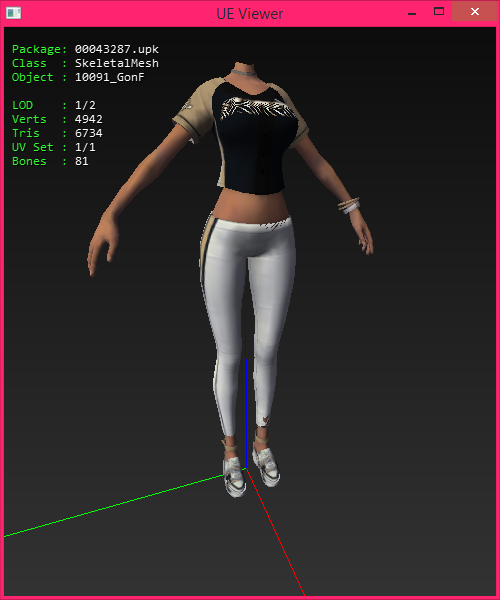 UE Viewer
Package: 00043287.upk
Class  : SkeletalMesh
Object : 10091_GonF
LOD    : 1/2
Verts  : 4942
Tris   : 6734
UV Set : 1/1
Bones  : 81